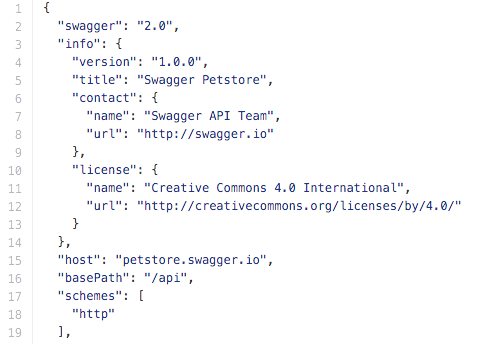 1 {
2   "swagger": "2.0",
3   "info": {
4     "version": "1.0.0",
5     "title": "Swagger Petstore",
6     "contact": {
7       "name": "Swagger API Team",
8       "url": "http://swagger.io"
9     },
10     "license": {
11       "name": "Creative Commons 4.0 International",
12       "url": "http://creativecommons.org/licenses/by/4.0/"
13     }
14   },
15   "host": "petstore.swagger.io",
16   "basePath": "/api",
17   "schemes": [
18     "http"
19   ],